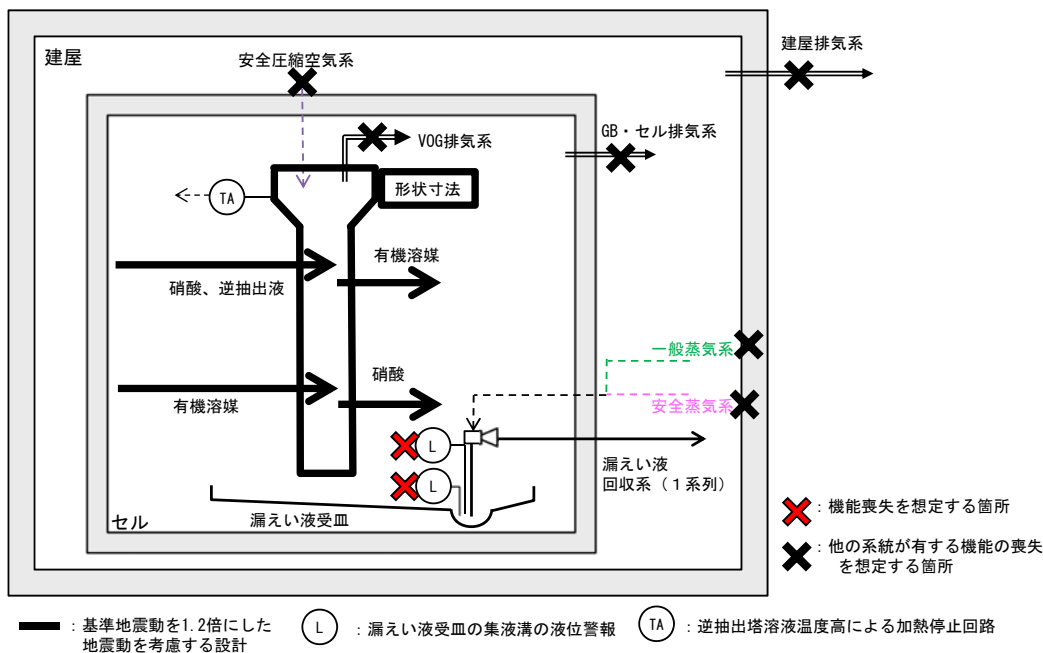 建屋
安全圧縮空気系
建屋排気系
VOG排気系
GB・セル排気系
形状寸法
TA
有機溶媒
硝酸、逆抽出液
一般蒸気系
硝酸
有機溶媒
安全蒸気系
L
漏えい液
回収系（１系列）
L
漏えい液受皿
セル
：機能喪失を想定する箇所
：他の系統が有する機能の喪失
を想定する箇所
：基準地震動を1.2倍にした
地震動を考慮する設計
L
：漏えい液受皿の集液溝の液位警報
TA
：逆抽出塔溶液温度高による加熱停止回路